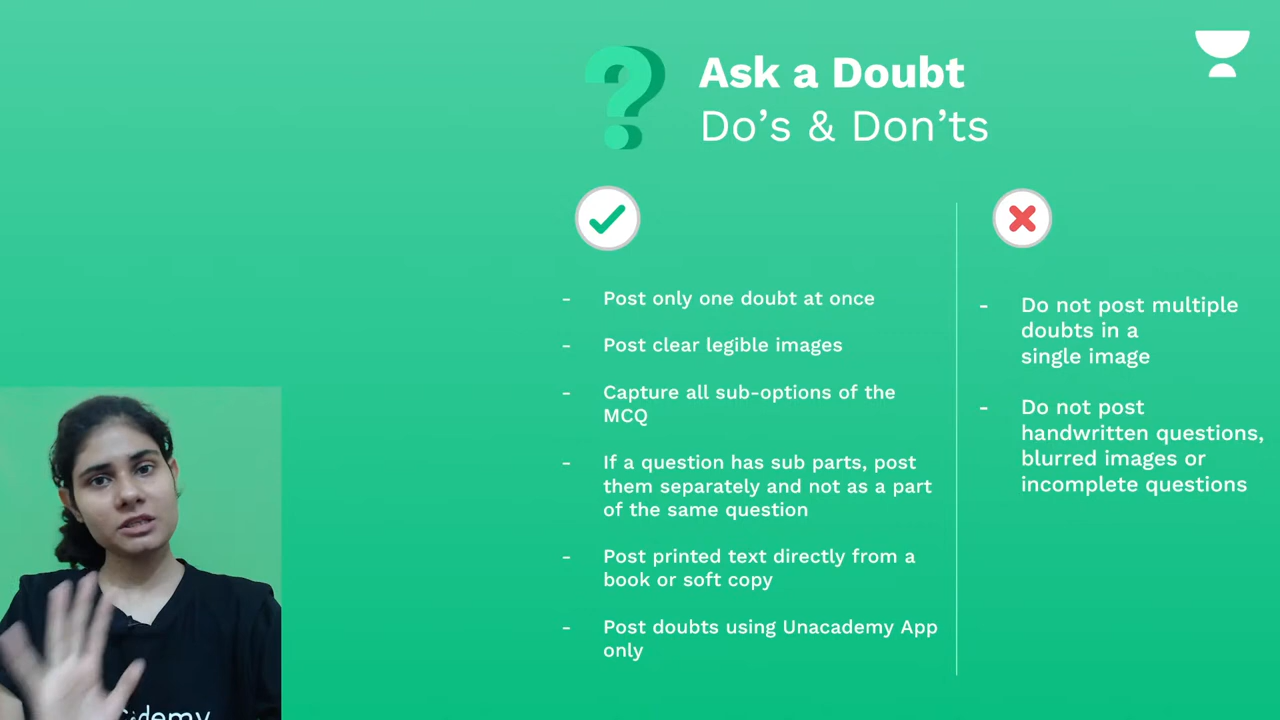 Ask a Doubt
Do's & Don'ts
- Post only one doubt at once
- Post clear legible images
- Capture all sub-options of the
MCQ
- If a question has sub parts, post
them separately and not as a part
of the same question
- Post printed text directly from a
book or soft copy
- Post doubts using Unacademy App
only
- Do not post multiple
doubts in a
single image
- Do not post
handwritten questions,
blurred images or
incomplete questions